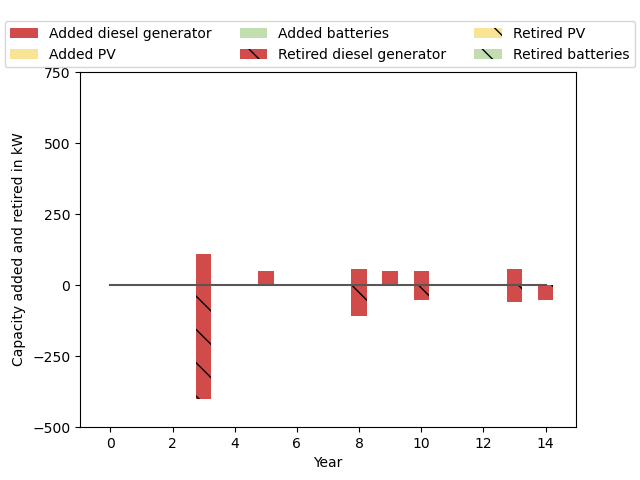 Added diesel generator
Added PV
Added batteries
Retired diesel generator
Retired PV
Retired batteries
750
500
250
0
−250
−500
Capacity added and retired in kW
0 2 4 6 8 10 12 14
Year